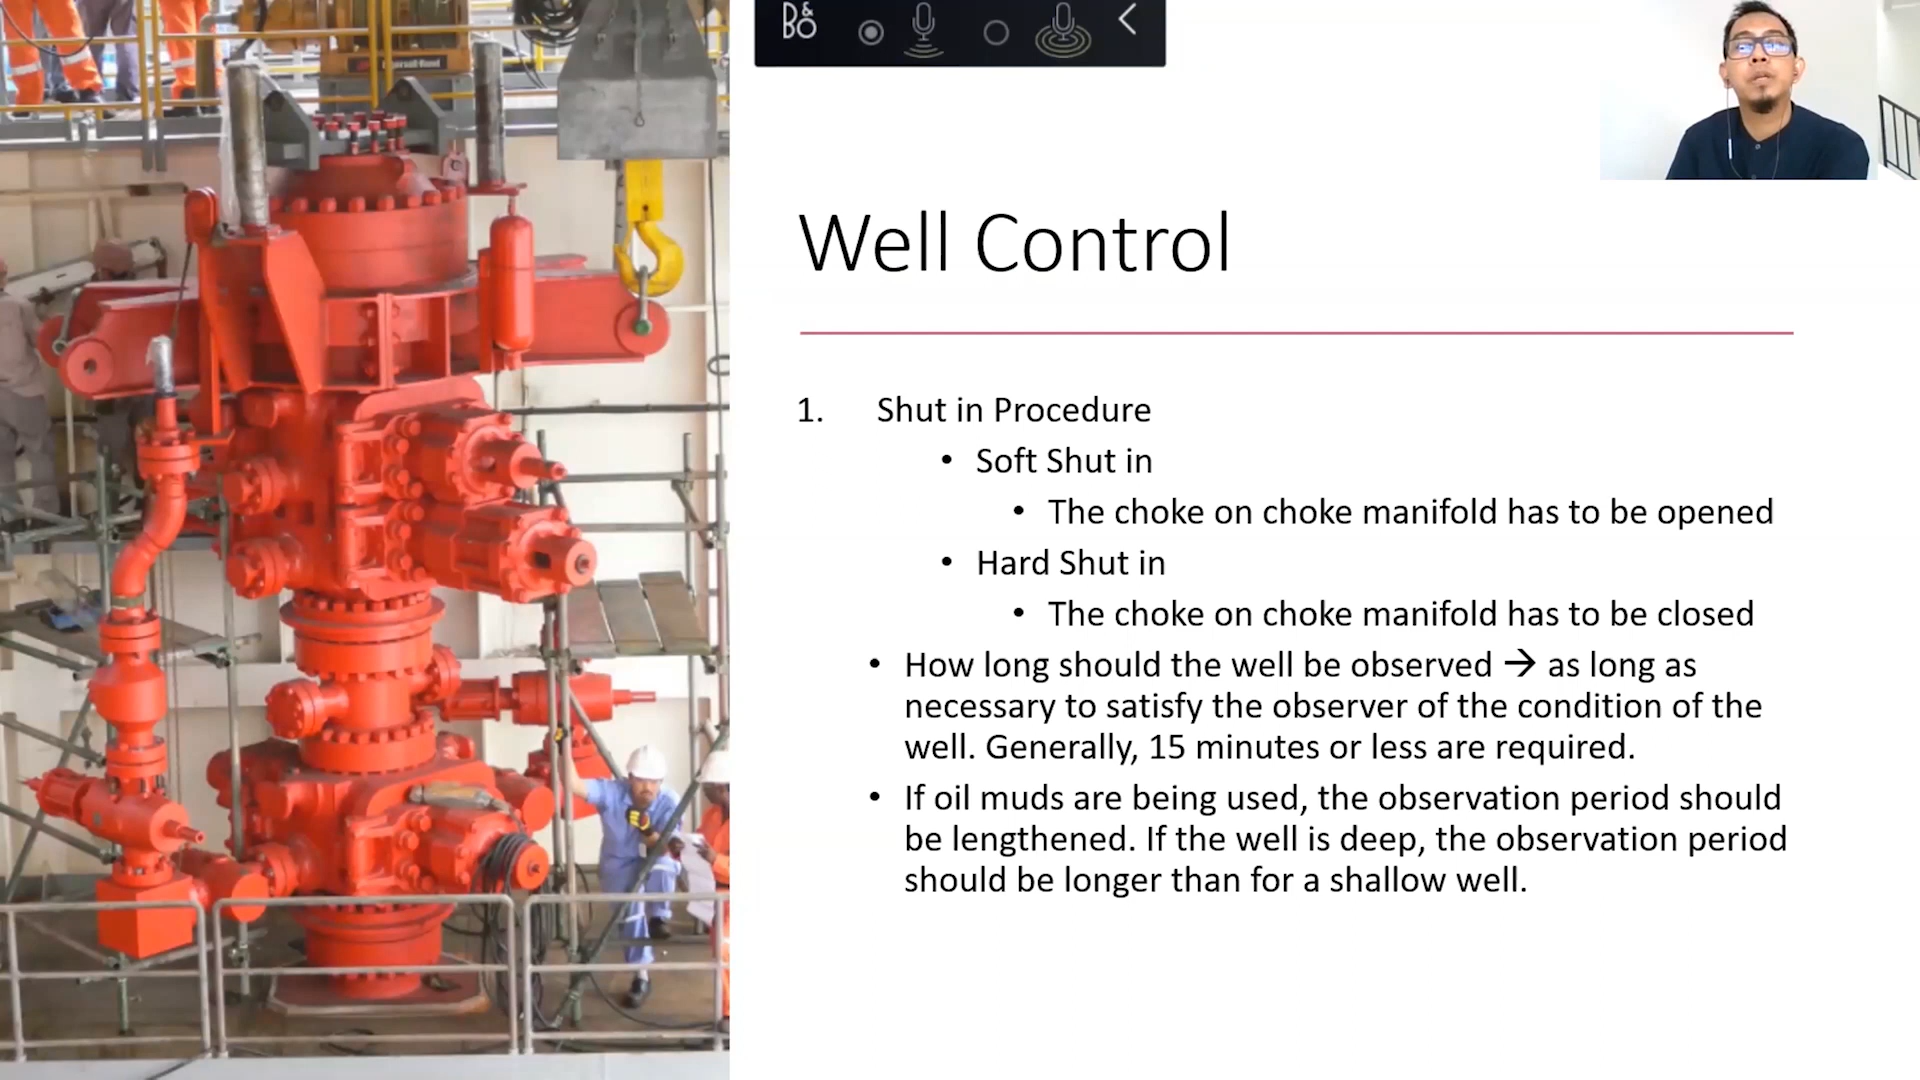 B&O
Ingersoll-Rand
Well Control
1. Shut in Procedure
• Soft Shut in
• The choke on choke manifold has to be opened
• Hard Shut in
• The choke on choke manifold has to be closed
• How long should the well be observed → as long as
necessary to satisfy the observer of the condition of the
well. Generally, 15 minutes or less are required.
• If oil muds are being used, the observation period should
be lengthened. If the well is deep, the observation period
should be longer than for a shallow well.